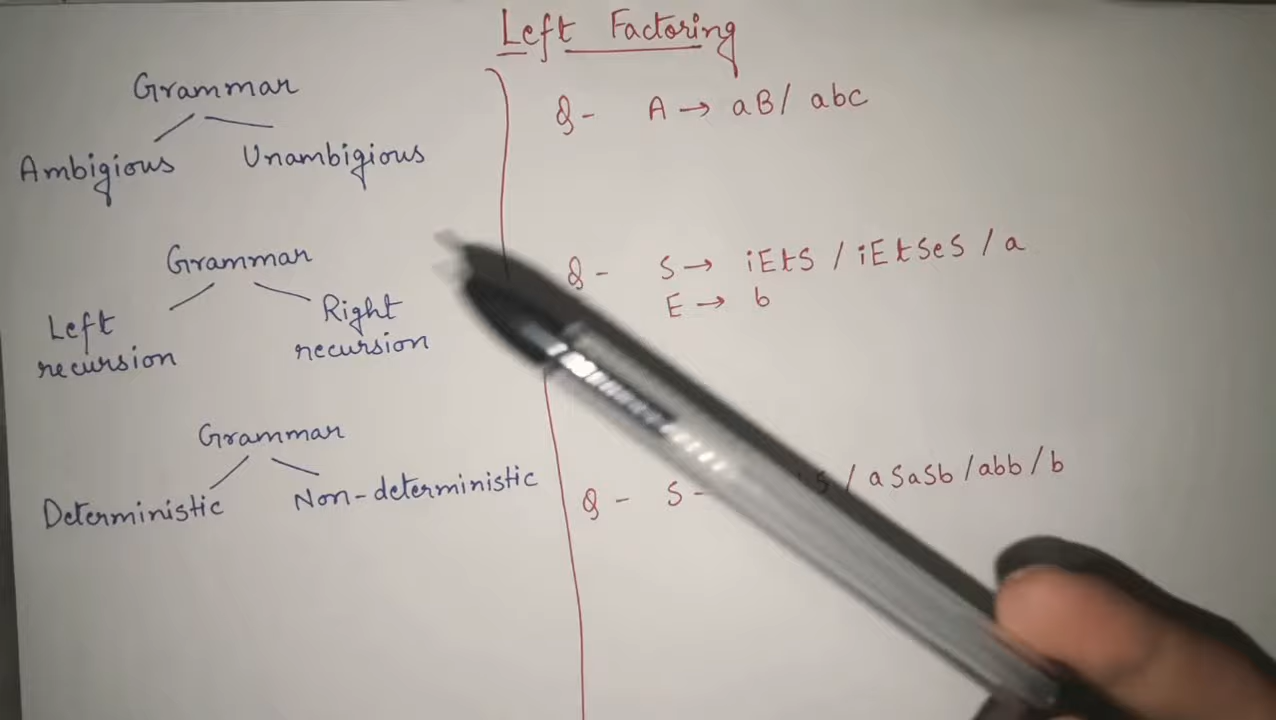 Left Factoring
Grammar
Ambigious Unambigious
Grammar
Left recursion
Right recursion
Grammar
Deterministic Non-deterministic
Q- A → aB/ abc
Q- S → iEtS / iEtSeS / a
E → b
Q - S - / aSaSb / abb / b